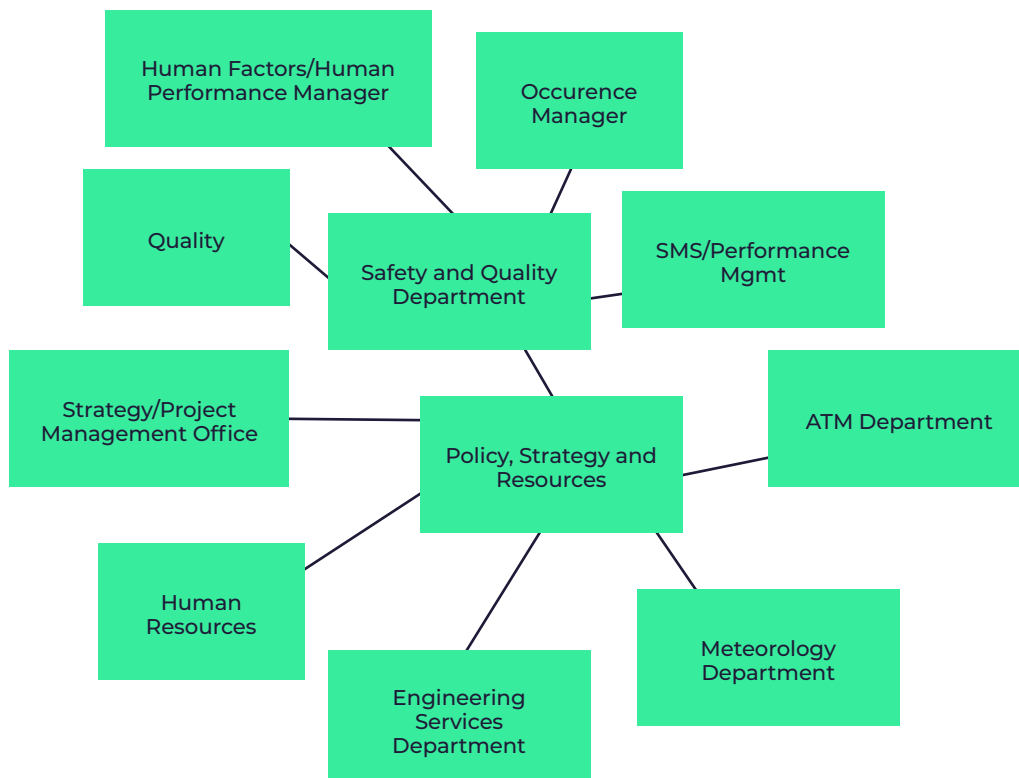 Human Factors/Human
Performance Manager
Occurence
Manager
Quality
SMS/Performance
Mgmt
Safety and Quality
Department
Strategy/Project
Management Office
ATM Department
Policy, Strategy and
Resources
Human
Resources
Meteorology
Department
Engineering
Services
Department